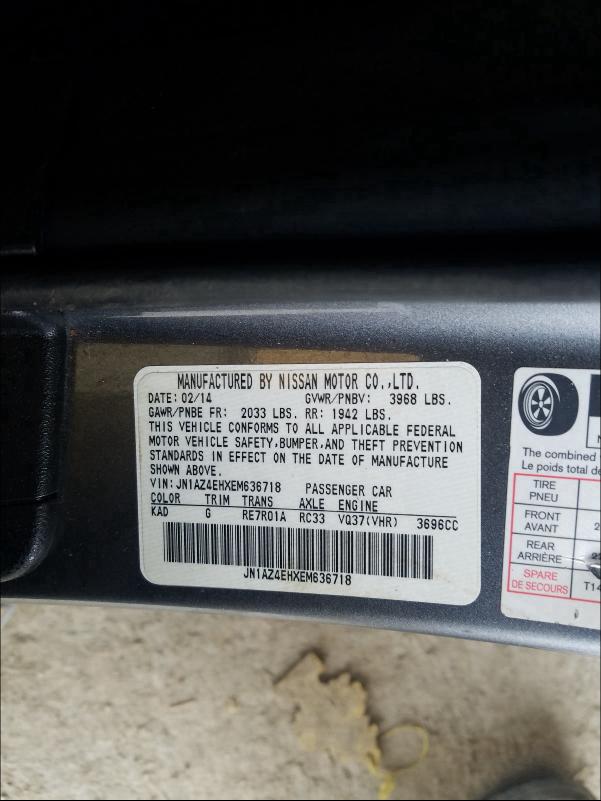 MANUFACTURED BY NISSAN MOTOR CO.,LTD.
DATE: 02/14 GVWR/PNBV: 3968 LBS.
GAWR/PNBE FR: 2033 LBS. RR: 1942 LBS.
THIS VEHICLE CONFORMS TO ALL APPLICABLE FEDERAL
MOTOR VEHICLE SAFETY,BUMPER,AND THEFT PREVENTION
STANDARDS IN EFFECT ON THE DATE OF MANUFACTURE
SHOWN ABOVE.
VIN:JN1AZ4EHXEM636718 PASSENGER CAR
COLOR TRIM TRANS AXLE ENGINE
KAD G RE7R01A RC33 VQ37(VHR) 3696CC
JN1AZ4EHXEM636718
The combined
Le poids total de
TIRE
PNEU
FRONT
AVANT
REAR
ARRIÈRE
SPARE
DE SECOURS
T14